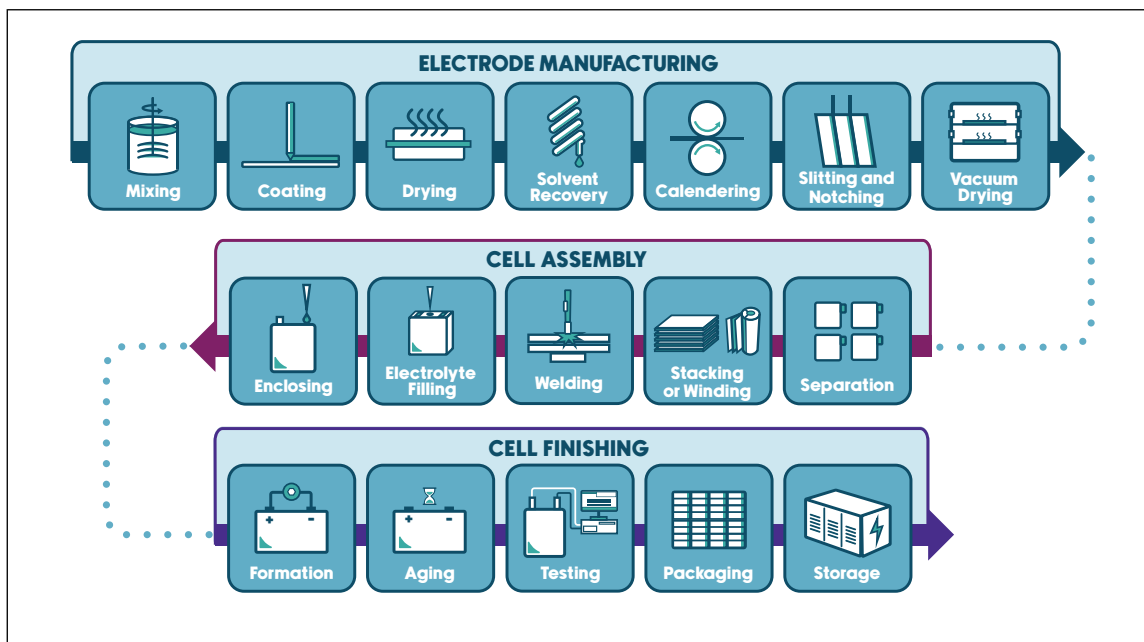 ELECTRODE MANUFACTURING
Mixing
Coating
Drying
Solvent
Recovery
Calendering
Slitting and
Notching
Vacuum
Drying
CELL ASSEMBLY
Enclosing
Electrolyte
Filling
Welding
Stacking
or Winding
Separation
CELL FINISHING
Formation
Aging
Testing
Packaging
Storage